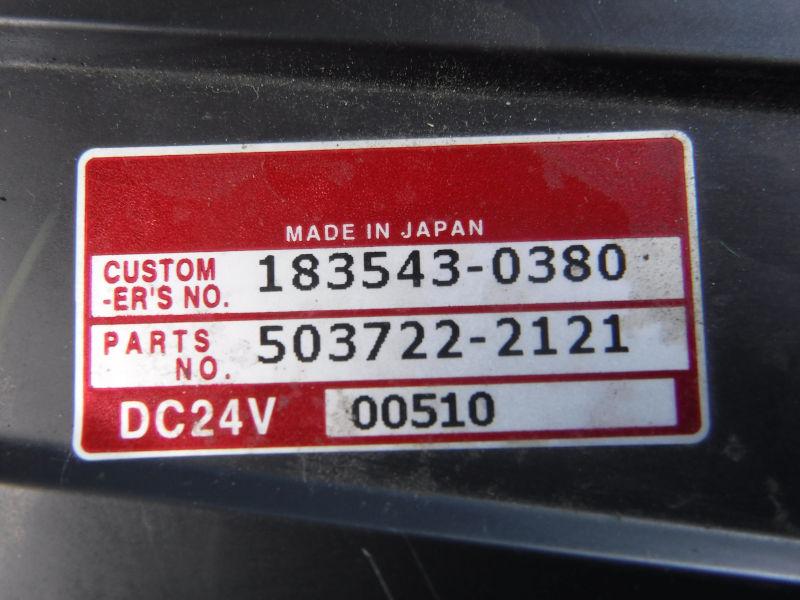 MADE IN JAPAN
CUSTOM
-ER'S NO. 183543-0380
PARTS
NO. 503722-2121
DC24V 00510